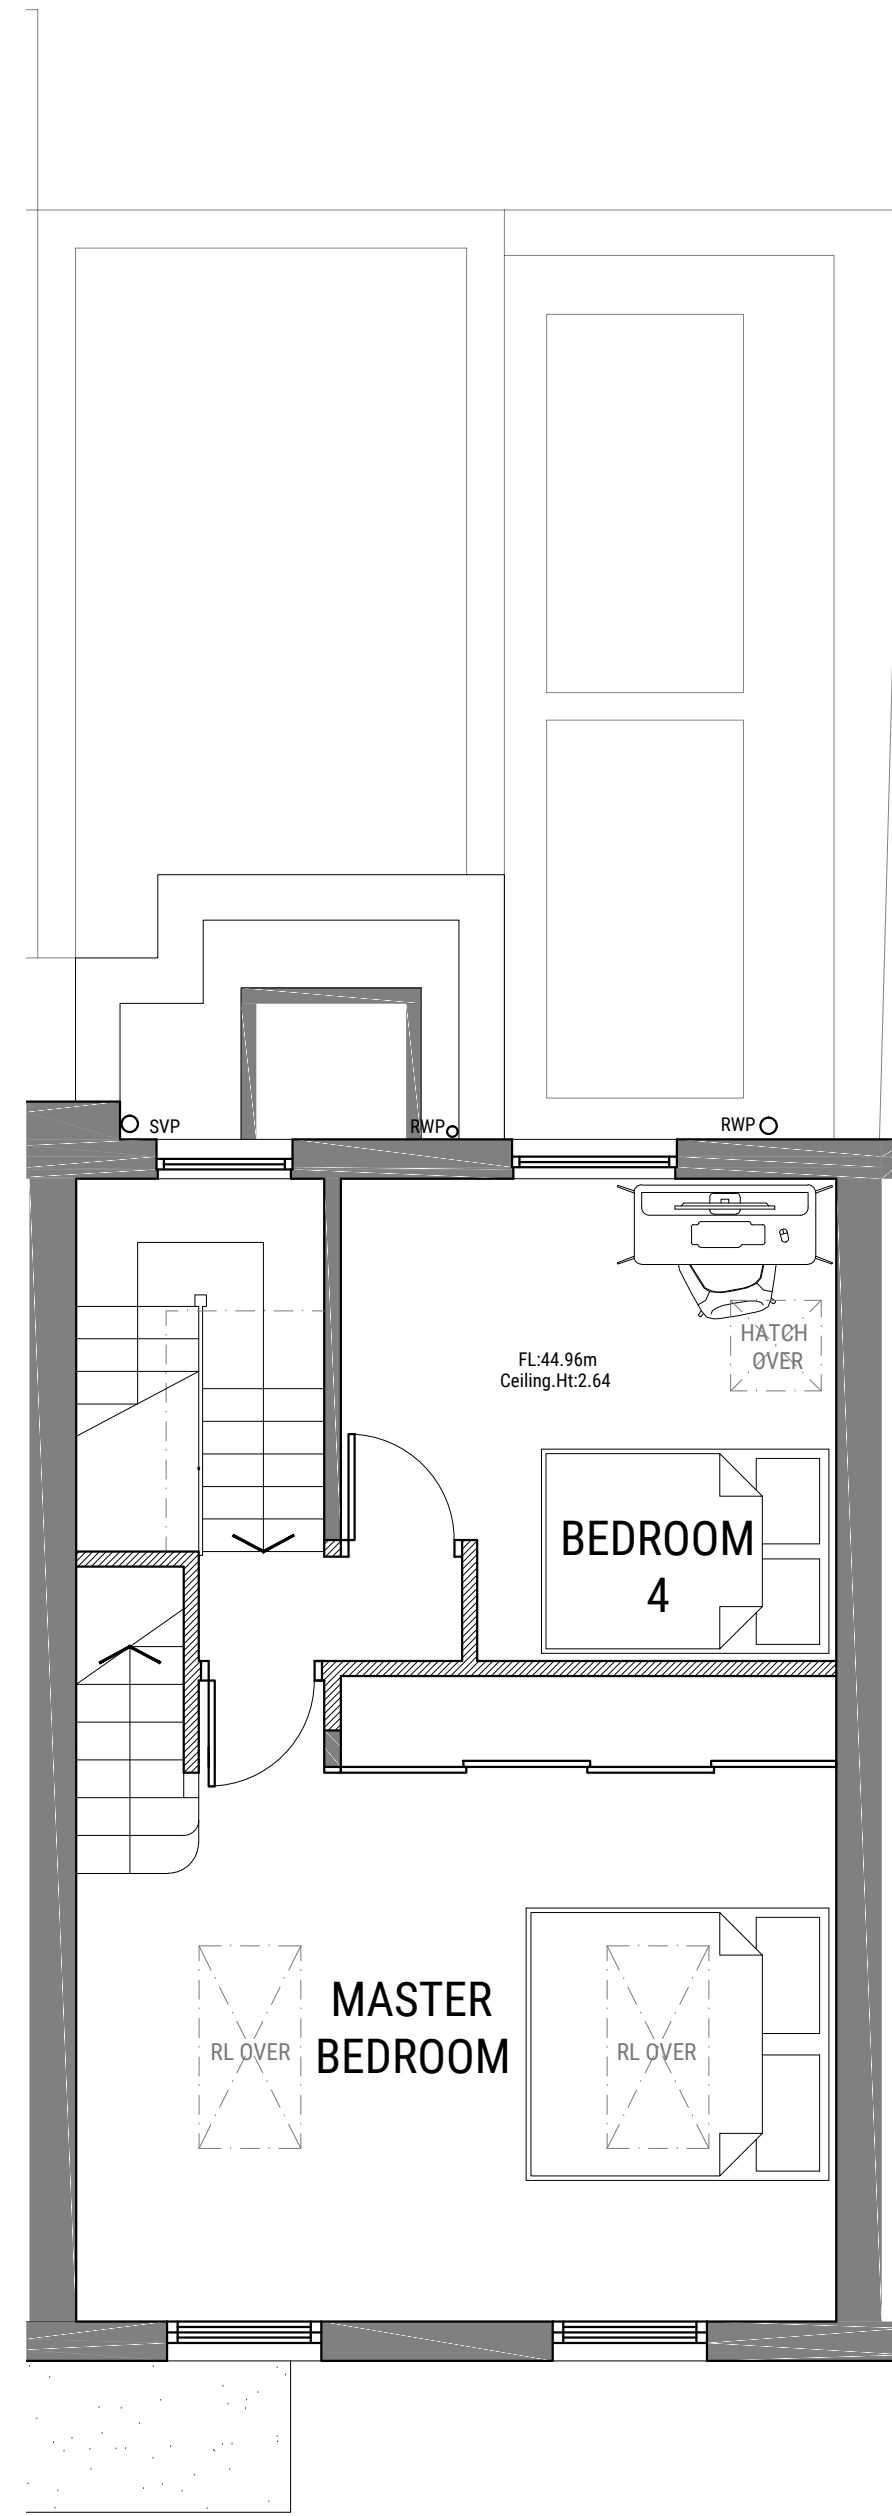 SVP
RWP
RWP
HATCH
OVER
FL:44.96m
Ceiling.Ht:2.64
BEDROOM
4
MASTER
BEDROOM
RL OVER
RL OVER